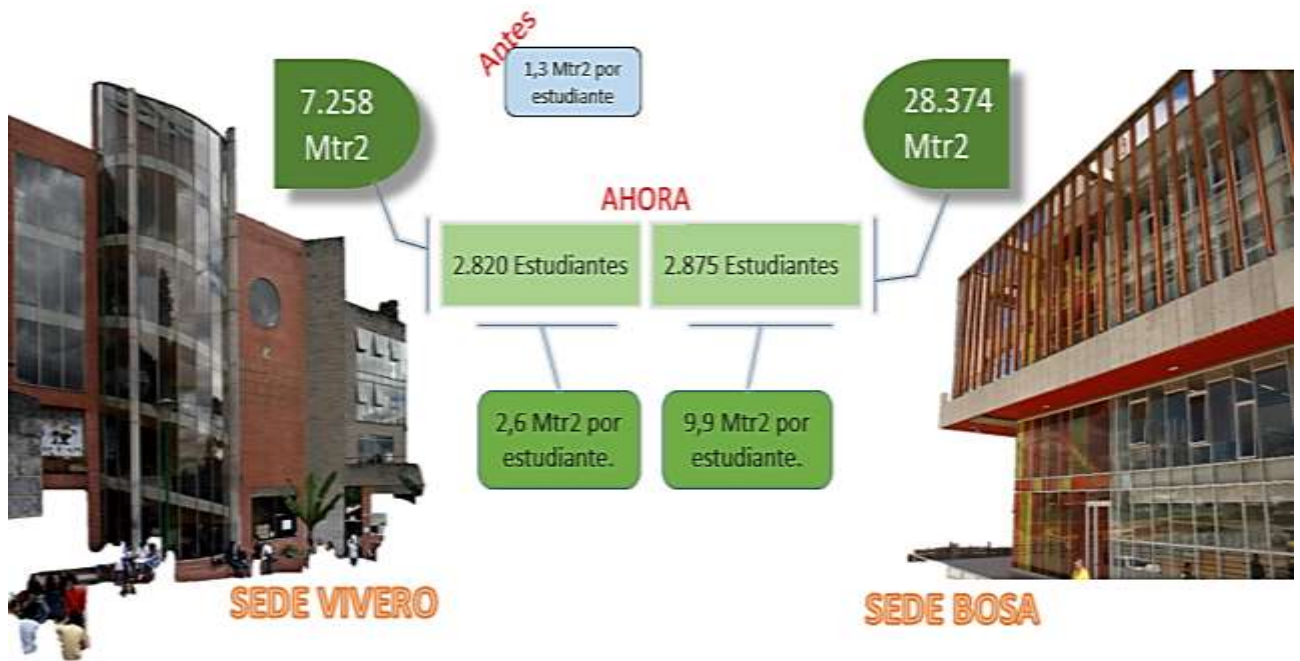 Antes
1,3 Mtr2 por
estudiante
7.258
Mtr2
28.374
Mtr2
AHORA
2.820 Estudiantes
2.875 Estudiantes
2,6 Mtr2 por
estudiante.
9,9 Mtr2 por
estudiante.
SEDE VIVERO
SEDE BOSA